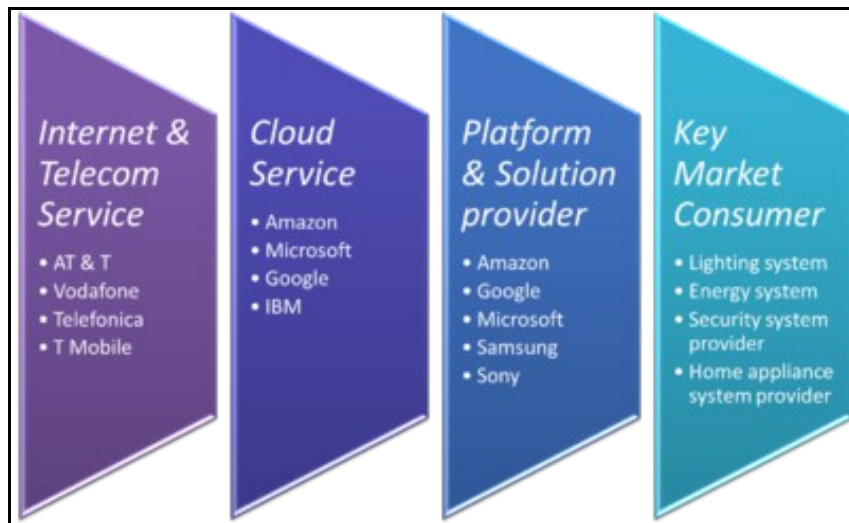 Internet &
Telecom
Service
• AT & T
• Vodafone
• Telefonica
• T Mobile
Cloud
Service
• Amazon
• Microsoft
• Google
• IBM
Platform
& Solution
provider
• Amazon
• Google
• Microsoft
• Samsung
• Sony
Key
Market
Consumer
• Lighting system
• Energy system
• Security system
provider
• Home appliance
system provider